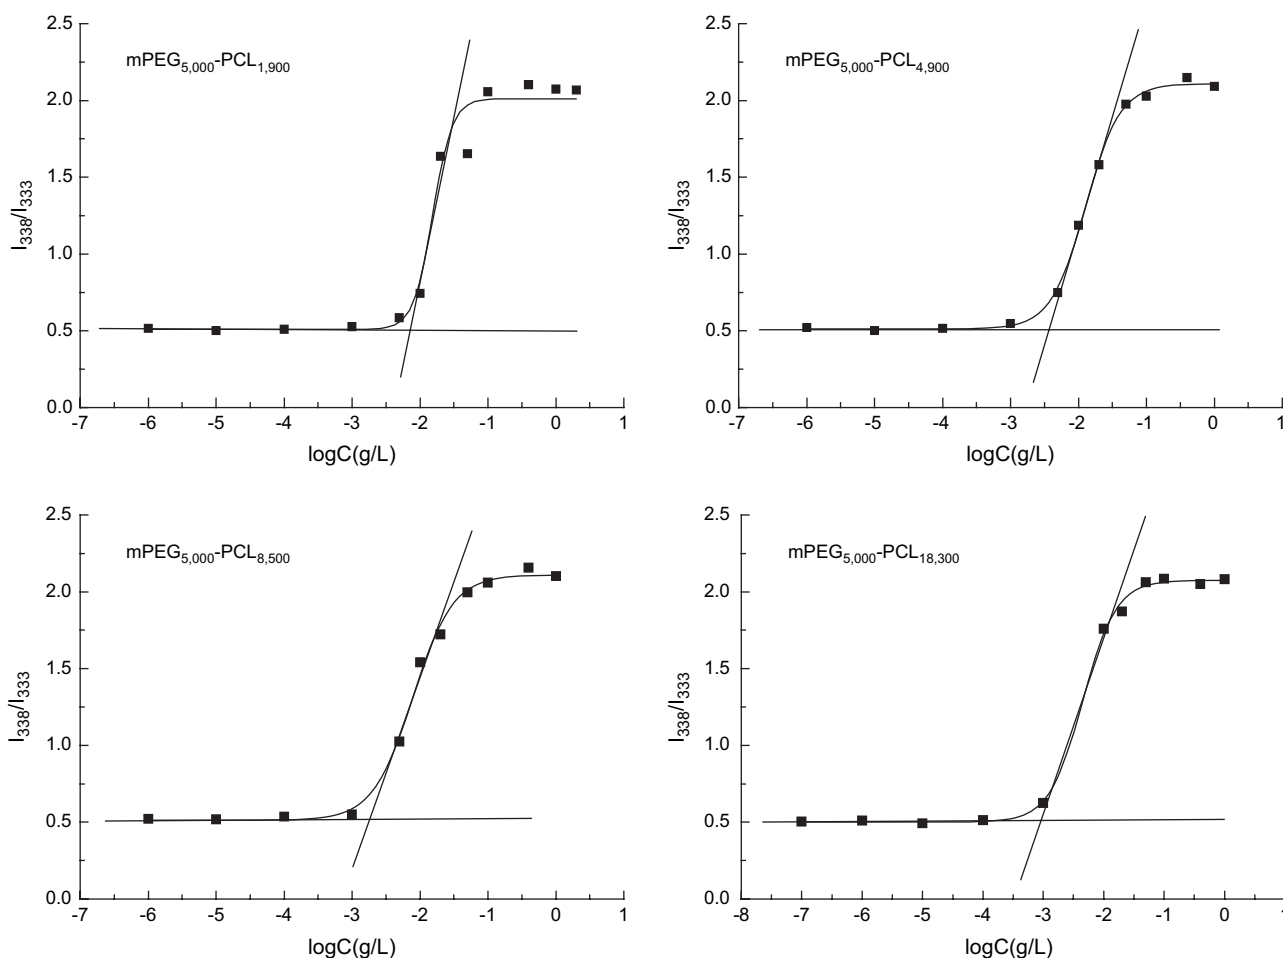 mPEG5,000-PCL1,900
I338/I333
2.5
2.0
1.5
1.0
0.5
0.0
-7 -6 -5 -4 -3 -2 -1 0 1
logC(g/L)
mPEG5,000-PCL4,900
I338/I333
2.5
2.0
1.5
1.0
0.5
0.0
-7 -6 -5 -4 -3 -2 -1 0 1
logC(g/L)
mPEG5,000-PCL8,500
I338/I333
2.5
2.0
1.5
1.0
0.5
0.0
-7 -6 -5 -4 -3 -2 -1 0 1
logC(g/L)
mPEG5,000-PCL18,300
I338/I333
2.5
2.0
1.5
1.0
0.5
0.0
-8 -7 -6 -5 -4 -3 -2 -1 0 1
logC(g/L)